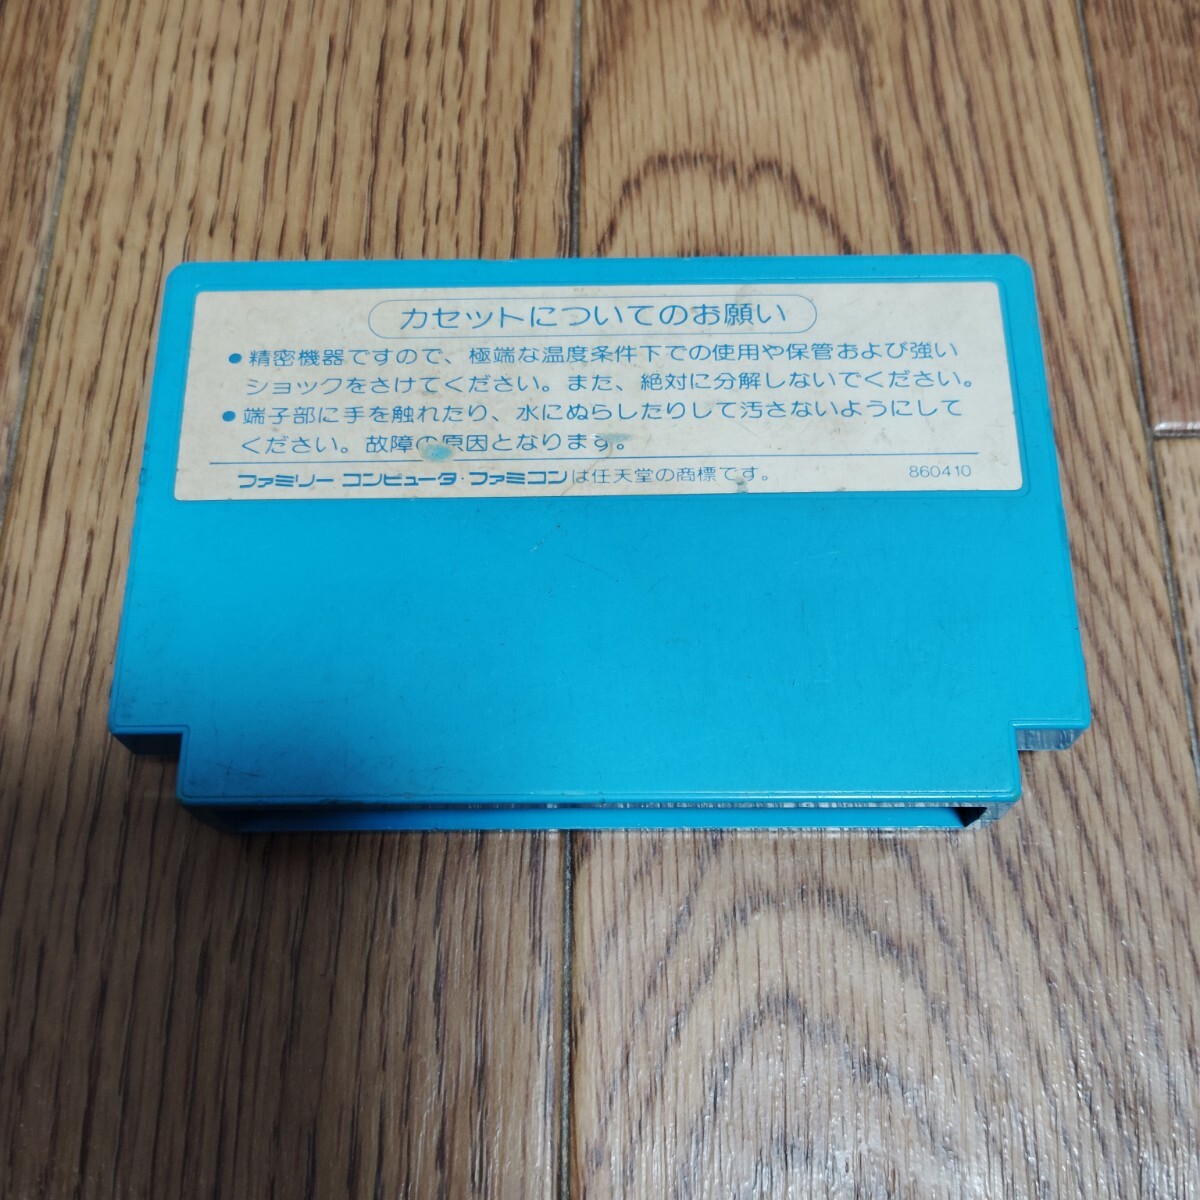 カセットについてのお願い
●精密機器ですので、極端な温度条件下での使用や保管および強い
ショックをさけてください。また、絶対に分解しないでください。
●端子部に手を触れたり、水にぬらしたりして汚さないようにして
ください。故障の原因となります。
ファミリーコンピュータ・ファミコンは任天堂の商標です。 860410